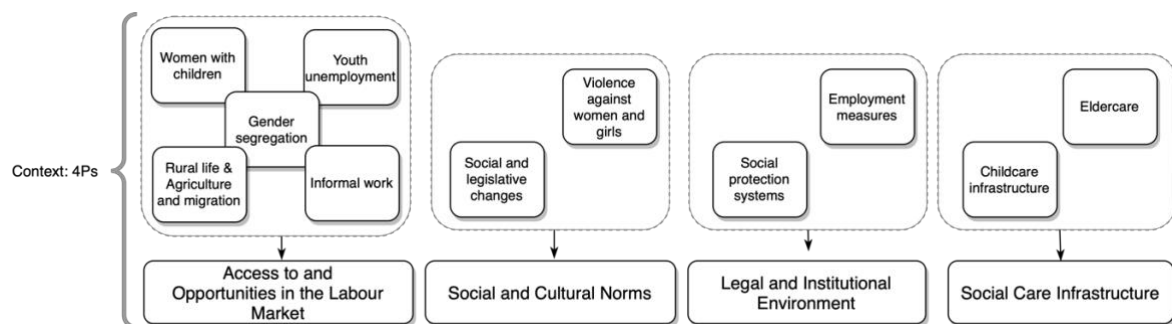 Context: 4Ps
Women with
children
Youth
unemployment
Gender
segregation
Rural life &
Agriculture
and migration
Informal work
Access to and
Opportunities in the Labour
Market
Violence
against
women and
girls
Social and
legislative
changes
Social and Cultural Norms
Employment
measures
Social
protection
systems
Legal and Institutional
Environment
Eldercare
Childcare
infrastructure
Social Care Infrastructure